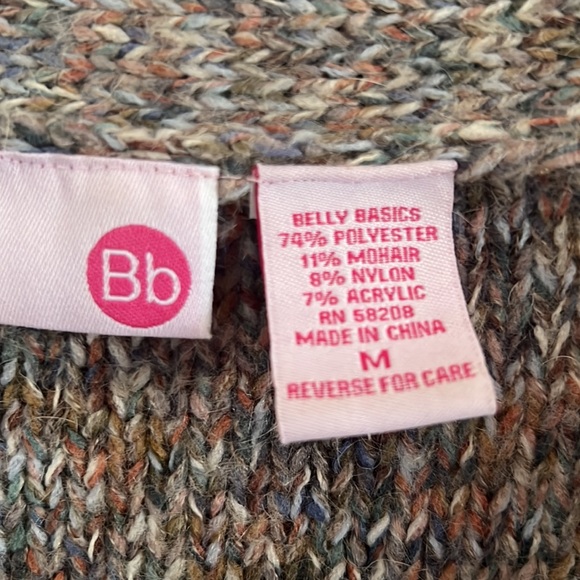 Bb
BELLY BASICS
74% POLYESTER
11% MOHAIR
8% NYLON
7% ACRYLIC
RN 58208
MADE IN CHINA
M
REVERSE FOR CARE